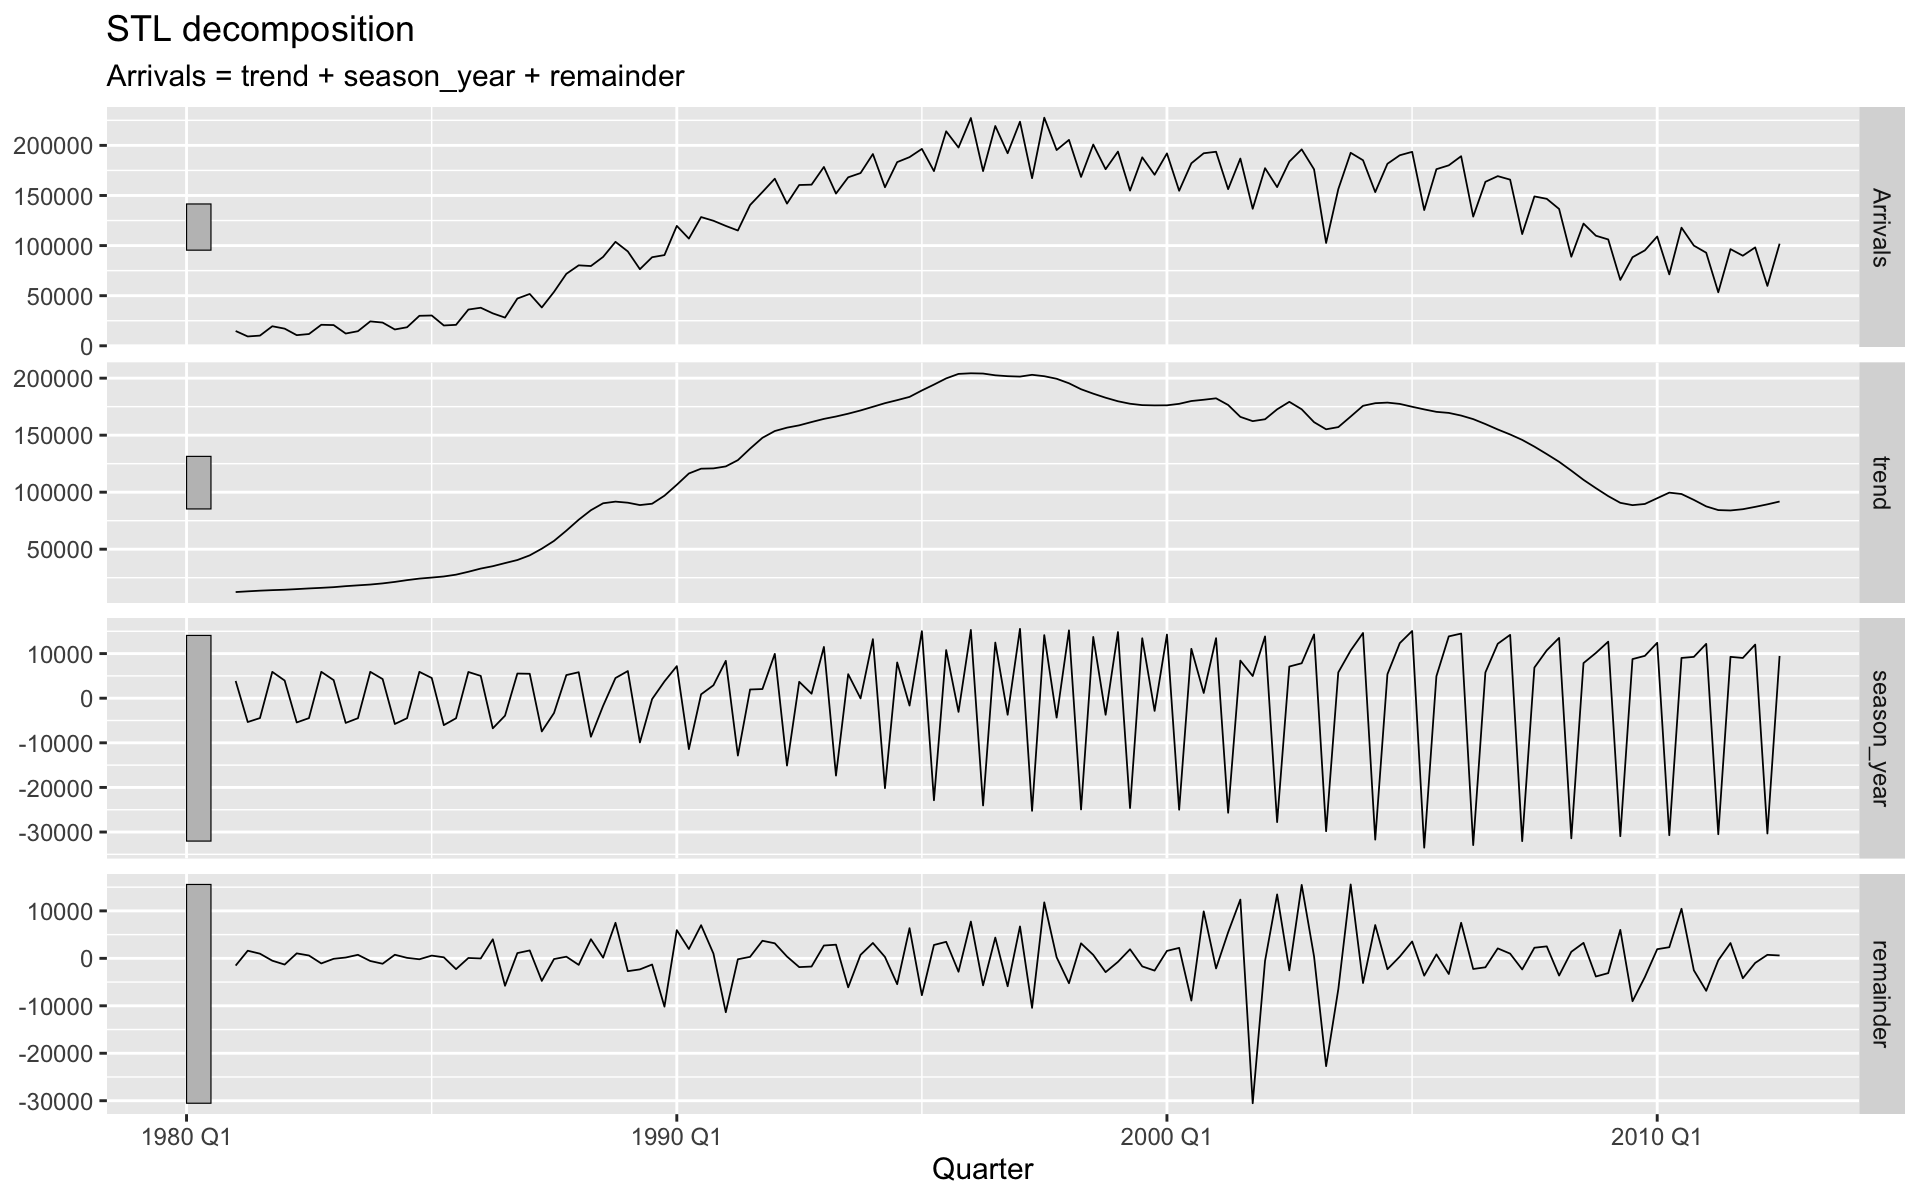 STL decomposition
Arrivals = trend + season_year + remainder
200000
150000
100000
50000
0
Arrivals
200000
150000
100000
50000
trend
10000
0
-10000
-20000
-30000
season_year
10000
0
-10000
-20000
-30000
remainder
1980 Q1
1990 Q1
2000 Q1
2010 Q1
Quarter